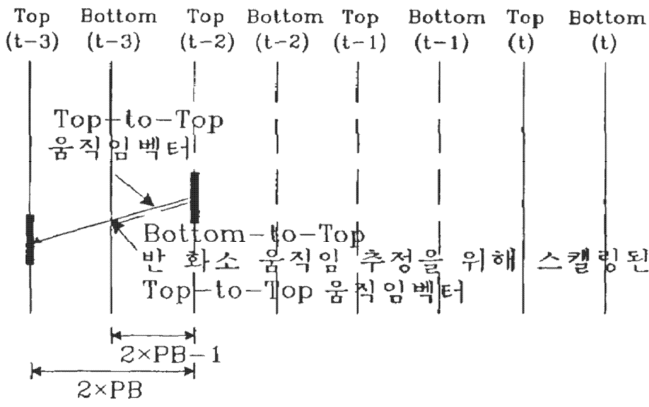 Top Bottom Top Bottom Top Bottom Top Bottom
(t-3) (t-3) (t-2) (t-2) (t-1) (t-1) (t) (t)
Top-to-Top
움직임벡터
Bottom-to-Top
반 화소 움직임 추정을 위해 스캘링된
Top-to-Top 움직임벡터
2×PB-1
2×PB